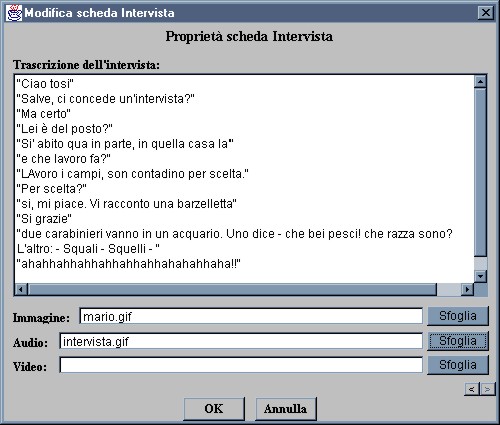 Modifica scheda Intervista
Proprietà scheda Intervista
Trascrizione dell'intervista:
"Ciao tosi"
"Salve, ci concede un'intervista?"
"Ma certo"
"Lei è del posto?"
"Si' abito qua in parte, in quella casa la'"
"e che lavoro fa?"
"LAvoro i campi, son contadino per scelta."
"Per scelta?"
"si, mi piace. Vi racconto una barzelletta"
"Si grazie"
"due carabinieri vanno in un acquario. Uno dice - che bei pesci! che razza sono?
L'altro: - Squali - Squelli - "
"ahahhahhahhahhahhahhahahahhaha!!"
Immagine: mario.gif Sfoglia
Audio: intervista.gif Sfoglia
Video: Sfoglia
< >
OK Annulla